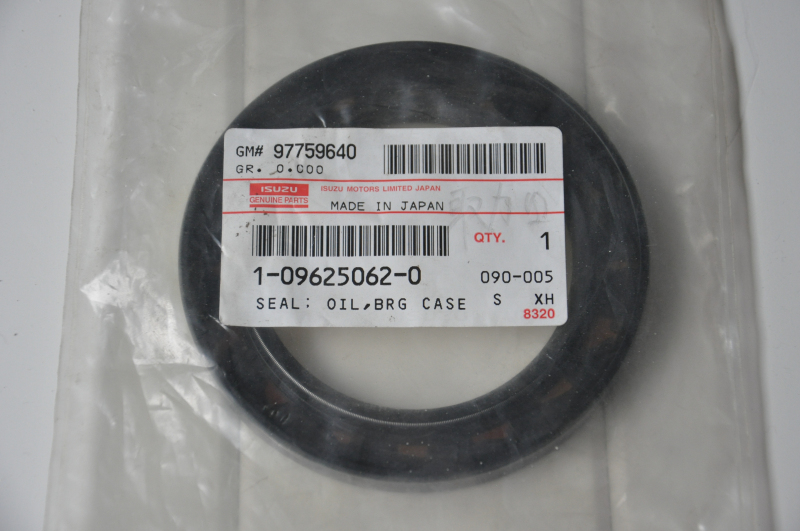 GM# 97759640
GR. 0.000
ISUZU
GENUINE PARTS
ISUZU MOTORS LIMITED JAPAN
MADE IN JAPAN
QTY. 1
1-09625062-0 090-005
SEAL: OIL,BRG CASE S XH
8320